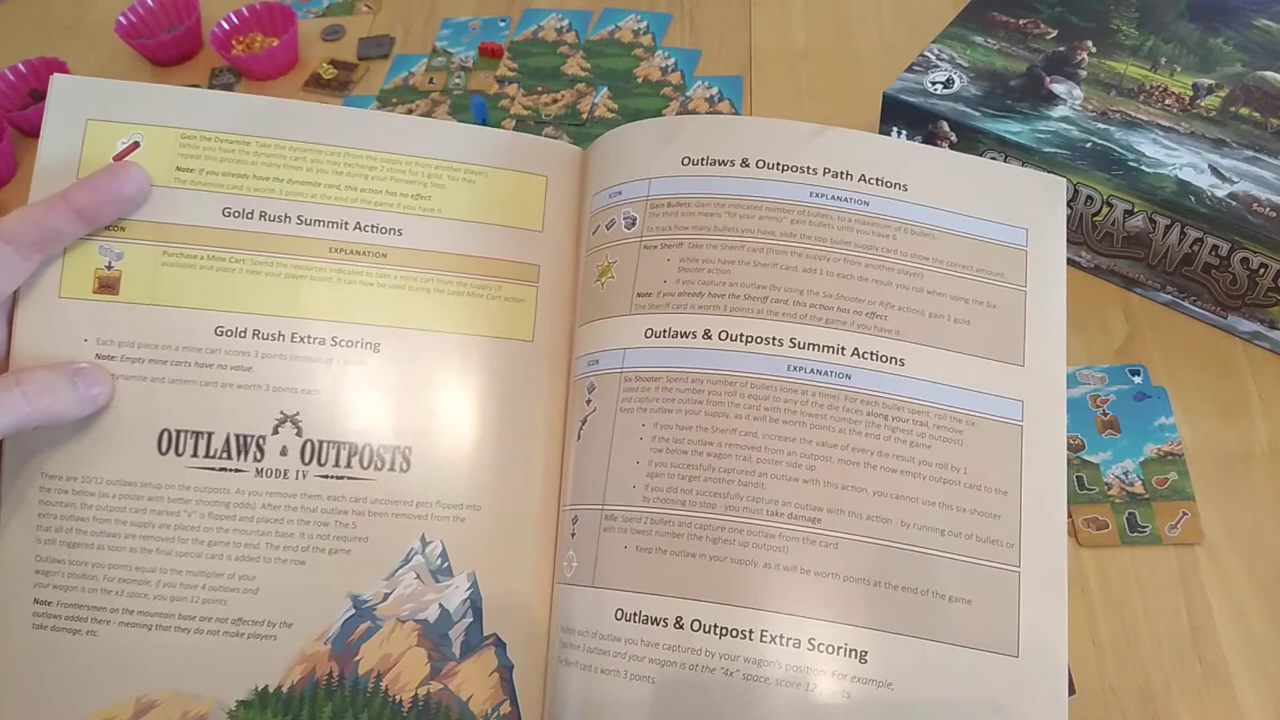 Gain the Dynamite: Take the dynamite card (from the supply or from another player).
While you have the dynamite card, you may exchange 2 stone for 1 gold. You may
repeat this process as many times as you like during your Pioneering Step.
Note: If you already have the dynamite card, this action has no effect.
The dynamite card is worth 3 points at the end of the game if you have it.
Gold Rush Summit Actions
ICON
EXPLANATION
Purchase a Mine Cart: Spend the resources indicated to take a mine cart from the supply (if
available) and place it near your player board. It can now be used during the Load Mine Cart action
Gold Rush Extra Scoring
• Each gold piece on a mine cart scores 3 points (instead of 1
Note: Empty mine carts have no value.
dynamite and lantern card are worth 3 points each
OUTLAWS & OUTPOSTS
MODE IV
There are 10/12 outlaws setup on the outposts. As you remove them, each card uncovered gets flipped into
the row below (as a poster with better shooting odds). After the final outlaw has been removed from the
mountain, the outpost card marked "V" is flipped and placed in the row. The 5
extra outlaws from the supply are placed on the mountain base. It is not required
that all of the outlaws are removed for the game to end. The end of the game
is still triggered as soon as the final special card is added to the row
Outlaws score you points equal to the multiplier of your
wagon's position. For example, if you have 4 outlaws and
your wagon is on the x3 space, you gain 12 points
Note: Frontiersmen on the mountain base are not affected by the
outlaws added there - meaning that they do not make players
take damage, etc.
Outlaws & Outposts Path Actions
ICON
EXPLANATION
Gain Bullets: Gain the indicated number of bullets, to a maximum of 6 bullets.
The third icon means "fill your ammo": gain bullets until you have 6.
To track how many bullets you have, slide the top bullet supply card to show the correct amount.
New Sheriff: Take the Sheriff card (from the supply or from another player).
• While you have the Sheriff card, add 1 to each die result you roll when using the Six-
Shooter action
• If you capture an outlaw (by using the Six-Shooter or Rifle action), gain 1 gold
Note: If you already have the Sheriff card, this action has no effect.
The Sheriff card is worth 3 points at the end of the game if you have it.
Outlaws & Outposts Summit Actions
ICON
EXPLANATION
Six-Shooter: Spend any number of bullets (one at a time). For each bullet spent, roll the six-
sided die. If the number you roll is equal to any of the die faces along your trail, remove
and capture one outlaw from the card with the lowest number (the highest up outpost)
Keep the outlaw in your supply, as it will be worth points at the end of the game.
• If you have the Sheriff card, increase the value of every die result you roll by 1
• If the last outlaw is removed from an outpost, move the now empty outpost card to the
row below the wagon trail, poster side up.
• If you successfully captured an outlaw with this action, you cannot use this six-shooter
again to target another bandit.
• If you did not successfully capture an outlaw with this action - by running out of bullets or
by choosing to stop - you must take damage.
Rifle: Spend 2 bullets and capture one outlaw from the card
with the lowest number (the highest up outpost)
• Keep the outlaw in your supply, as it will be worth points at the end of the game
Outlaws & Outpost Extra Scoring
each of outlaw you have captured by your wagon's position. For example,
you have 3 outlaws and your wagon is at the "4x" space, score 12 points.
The Sheriff card is worth 3 points.
RA WEST
Solo